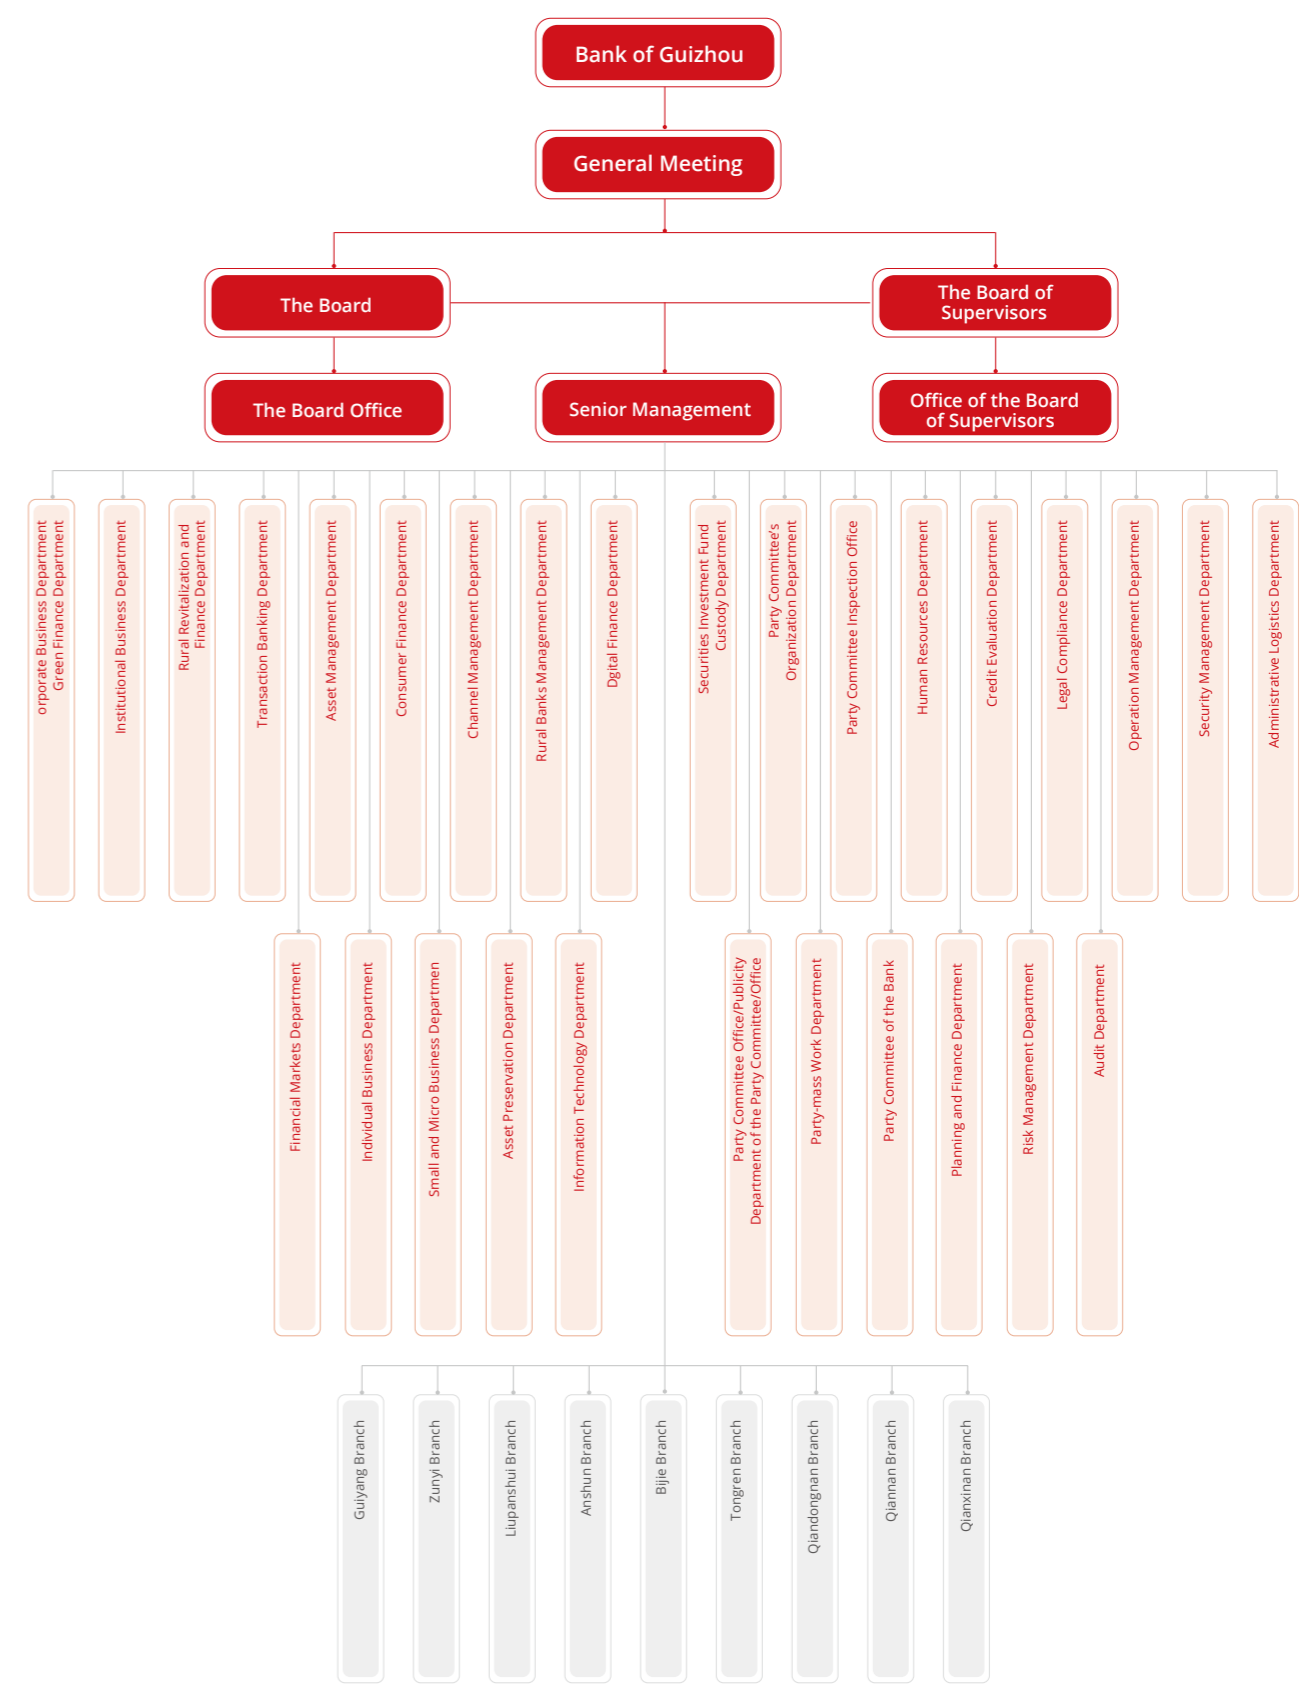 Bank of Guizhou
General Meeting
The Board
The Board of
Supervisors
The Board Office
Senior Management
Office of the Board
of Supervisors
orporate Business Department
Green Finance Department
Institutional Business Department
Rural Revitalization and
Finance Department
Transaction Banking Department
Asset Management Department
Consumer Finance Department
Channel Management Department
Rural Banks Management Department
Dgital Finance Department
Securities Investment Fund
Custody Department
Party Committee's
Organization Department
Party Committee Inspection Office
Human Resources Department
Credit Evaluation Department
Legal Compliance Department
Operation Management Department
Security Management Department
Administrative Logistics Department
Financial Markets Department
Individual Business Department
Small and Micro Business Departmen
Asset Preservation Department
Information Technology Department
Party Committee Office/Publicity
Department of the Party Committee/Office
Party-mass Work Department
Party Committee of the Bank
Planning and Finance Department
Risk Management Department
Audit Department
Guiyang Branch
Zunyi Branch
Liupanshui Branch
Anshun Branch
Bijie Branch
Tongren Branch
Qiandongnan Branch
Qiannan Branch
Qianxinan Branch